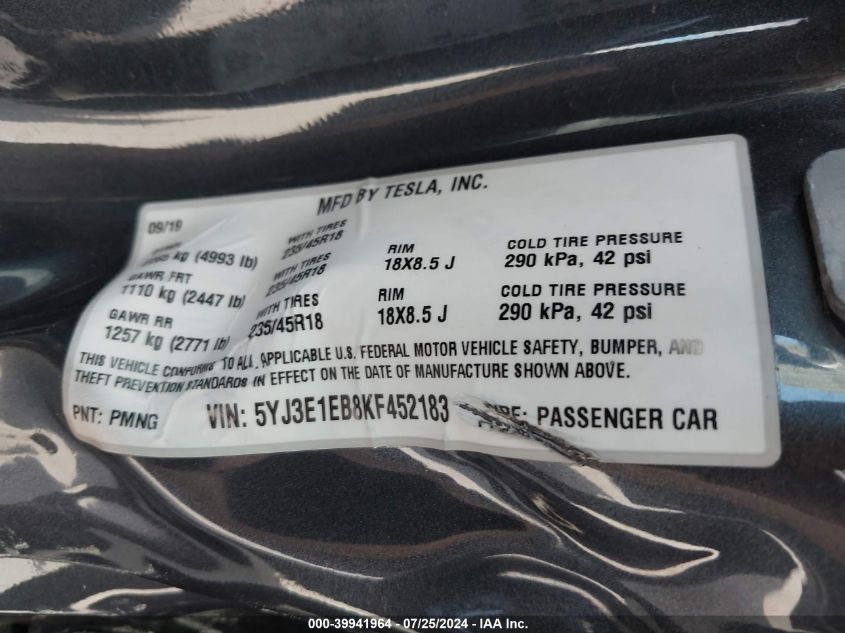 MFD BY TESLA, INC.
09/19
(4993 lb) WITH TIRES
235/45R18
GAWR FRT WITH TIRES RIM COLD TIRE PRESSURE
1110 kg (2447 lb) 235/45R18 18X8.5 J 290 kPa, 42 psi
GAWR RR WITH TIRES RIM COLD TIRE PRESSURE
1257 kg (2771 lb) 235/45R18 18X8.5 J 290 kPa, 42 psi
THIS VEHICLE CONFORMS TO ALL APPLICABLE U.S. FEDERAL MOTOR VEHICLE SAFETY, BUMPER, AND
THEFT PREVENTION STANDARDS IN EFFECT ON THE DATE OF MANUFACTURE SHOWN ABOVE.
PNT: PMNG VIN: 5YJ3E1EB8KF452183 TYPE: PASSENGER CAR
000-39941964 - 07/25/2024 - IAA Inc.